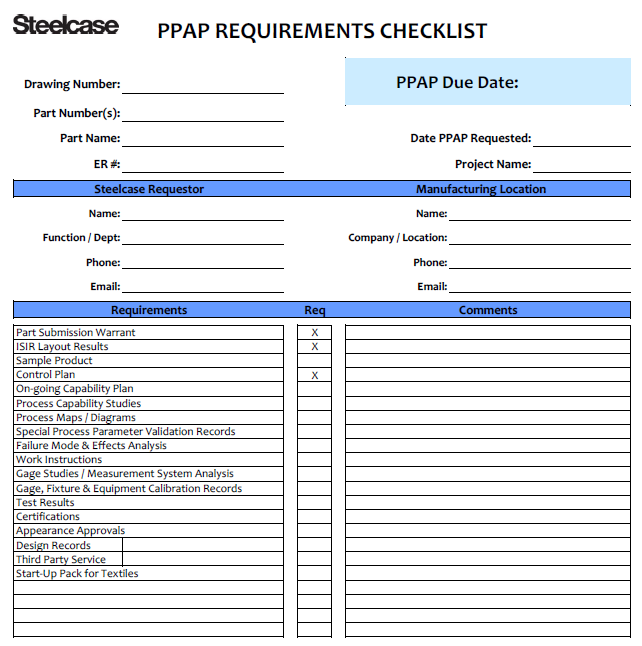 Steelcase PPAP REQUIREMENTS CHECKLIST
Drawing Number: PPAP Due Date:
Part Number(s):
Part Name: Date PPAP Requested:
ER #: Project Name:
Steelcase Requestor Manufacturing Location
Name: Name:
Function / Dept: Company / Location:
Phone: Phone:
Email: Email:
Requirements Req Comments
Part Submission Warrant X
ISIR Layout Results X
Sample Product
Control Plan X
On-going Capability Plan
Process Capability Studies
Process Maps / Diagrams
Special Process Parameter Validation Records
Failure Mode & Effects Analysis
Work Instructions
Gage Studies / Measurement System Analysis
Gage, Fixture & Equipment Calibration Records
Test Results
Certifications
Appearance Approvals
Design Records
Third Party Service
Start-Up Pack for Textiles